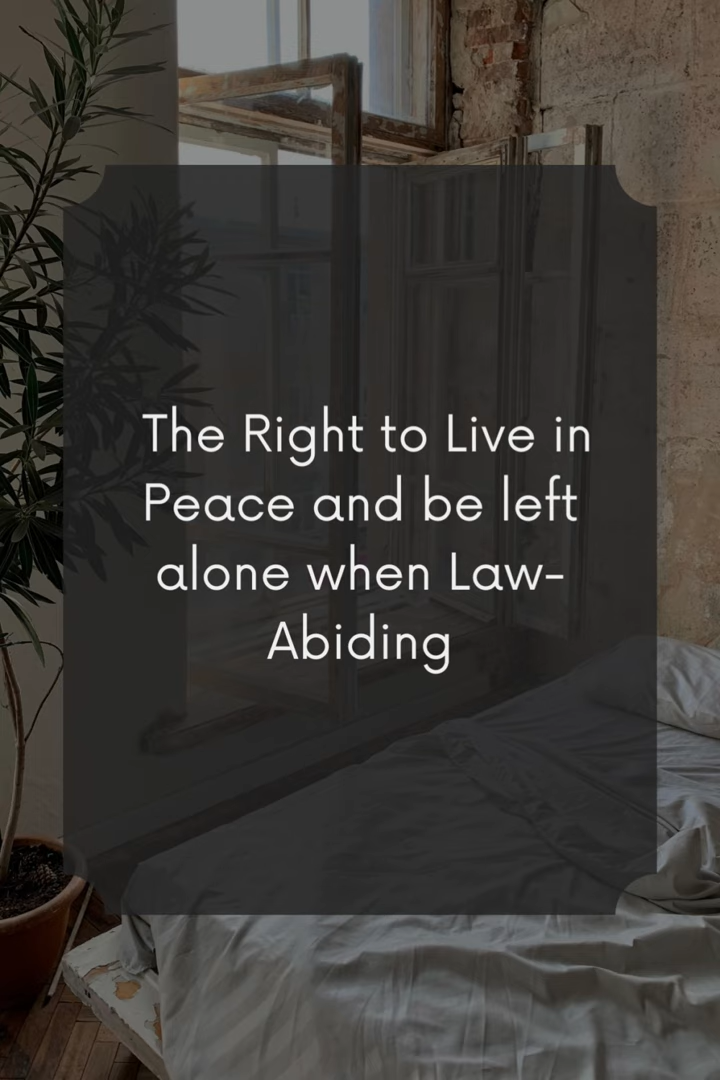 The Right to Live in
Peace and be left
alone when Law-
Abiding